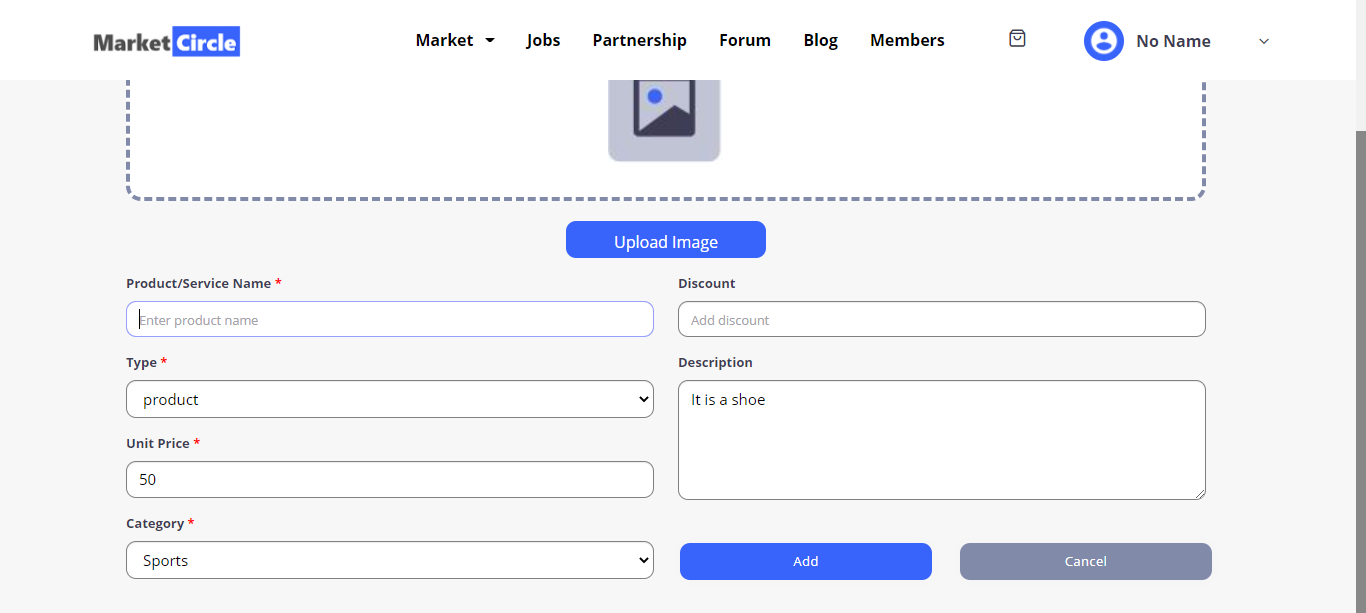 Market Circle
Market Jobs Partnership Forum Blog Members No Name
Upload Image
Product/Service Name *
Enter product name
Discount
Add discount
Type *
product
Description
It is a shoe
Unit Price *
50
Category *
Sports
Add
Cancel